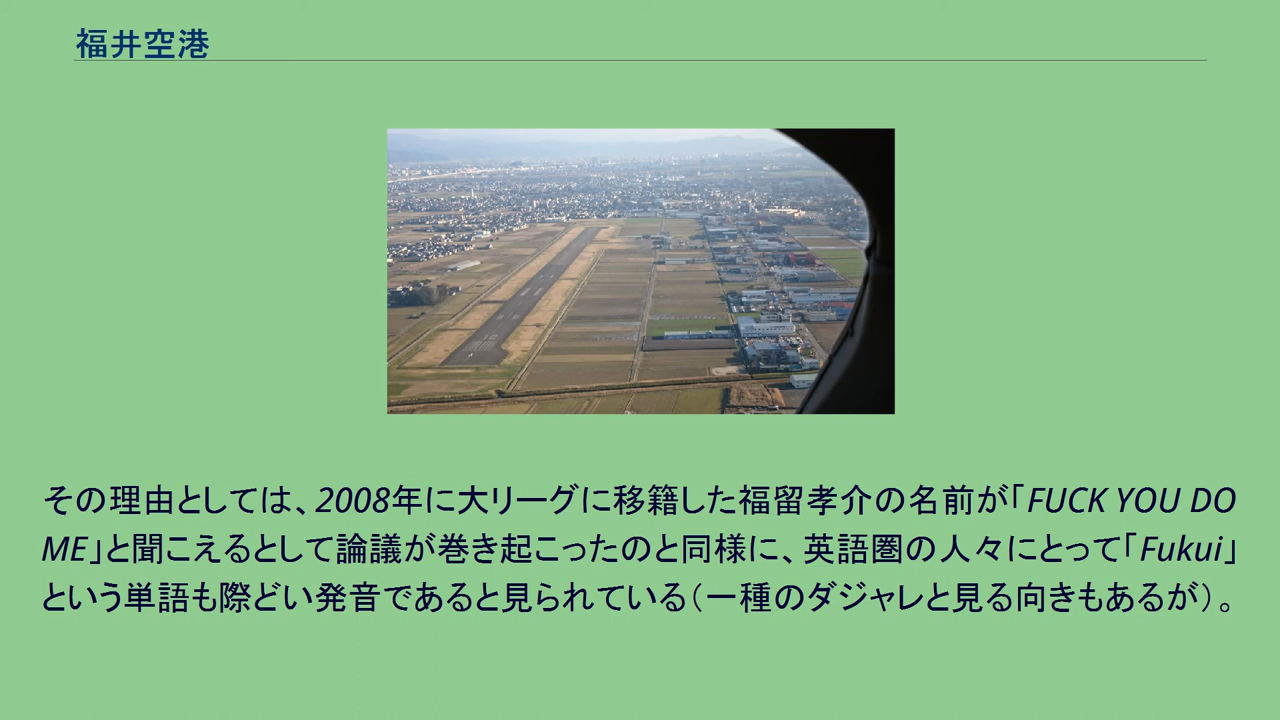 福井空港
その理由としては、2008年に大リーグに移籍した福留孝介の名前が「FUCK YOU DO
ME」と聞こえるとして論議が巻き起こったのと同様に、英語圏の人々にとって「Fukui」
という単語も際どい発音であると見られている（一種のダジャレと見る向きもあるが）。